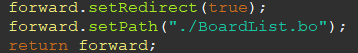 forward.setRedirect(true);
forward.setPath("./BoardList.bo");
return forward;